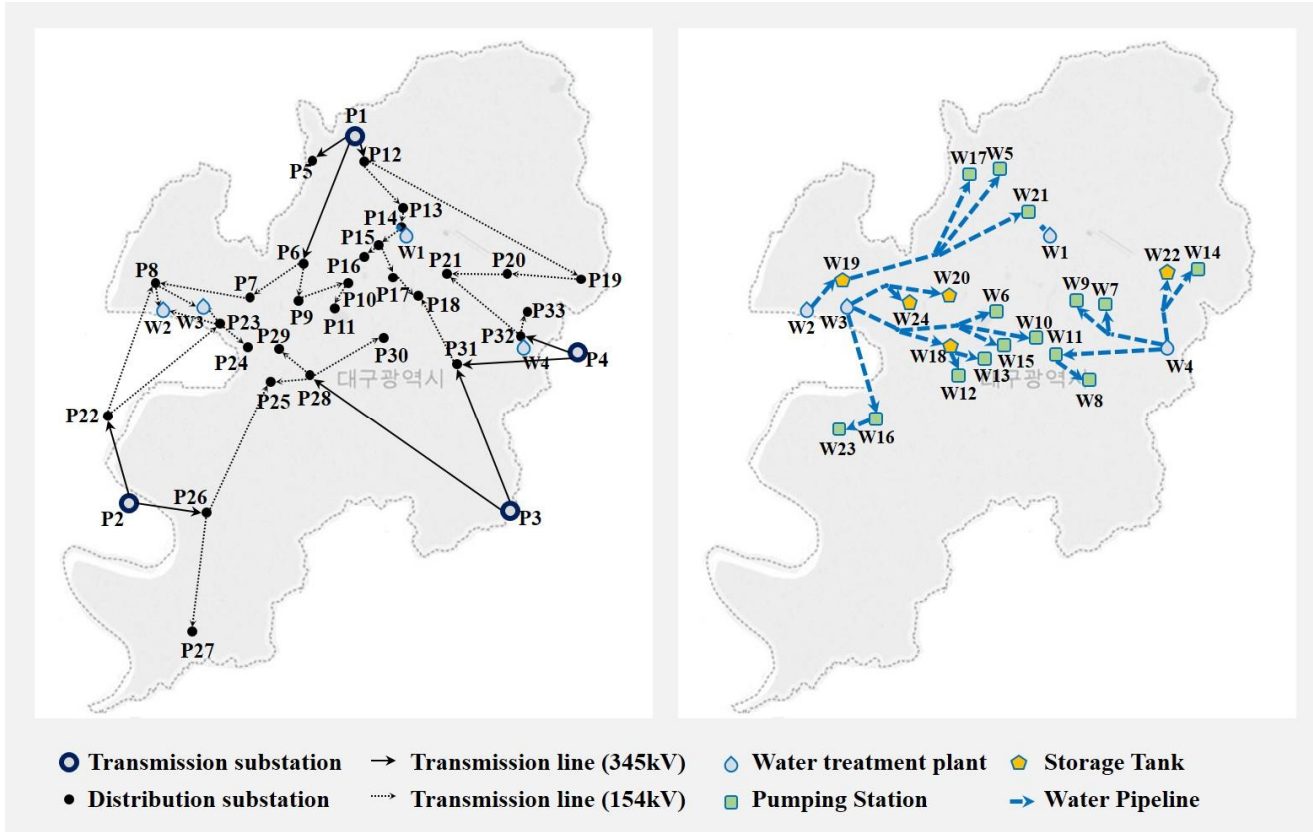 P1
P12
P5
P13
P14
P15
W1
P6
P16
P21
P20
P19
P8
P7
P10
P17
P18
P33
W2
W3
P9
P11
P23
P29
P32
P24
P30
P31
W4
P4
대구광역시
P25
P28
P22
P26
P2
P3
P27
W17
W5
W21
W1
W22
W14
W19
W20
W9
W7
W2
W3
W24
W6
W10
W11
W18
W15
W13
W4
대구광역시
W12
W8
W23
W16
Transmission substation
Transmission line (345kV)
Water treatment plant
Storage Tank
Distribution substation
Transmission line (154kV)
Pumping Station
Water Pipeline